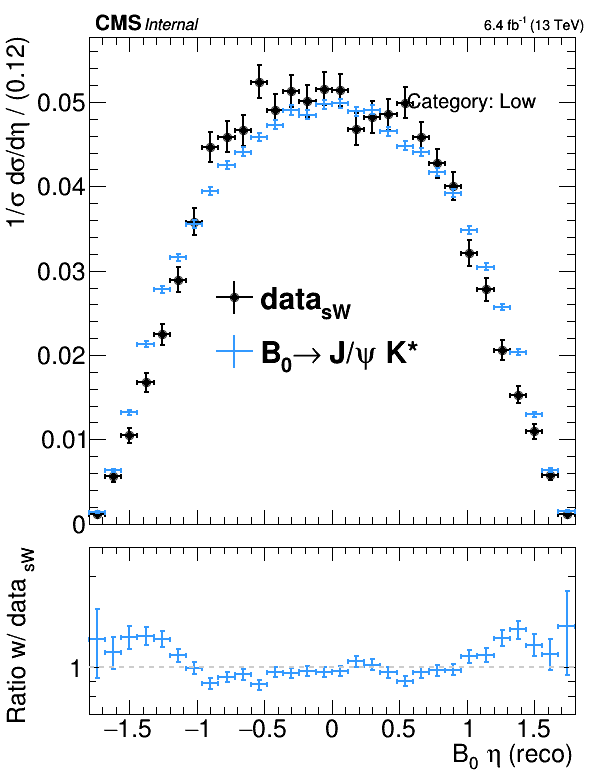 CMS Internal
6.4 fb⁻¹ (13 TeV)
1/σ dσ/dη / (0.12)
0.05
Category: Low
0.04
0.03
data_sW
0.02
B₀→ J/ψ K*
0.01
0
Ratio w/ data _sW
1
−1.5 −1 −0.5 0 0.5 1 1.5
B₀ η (reco)